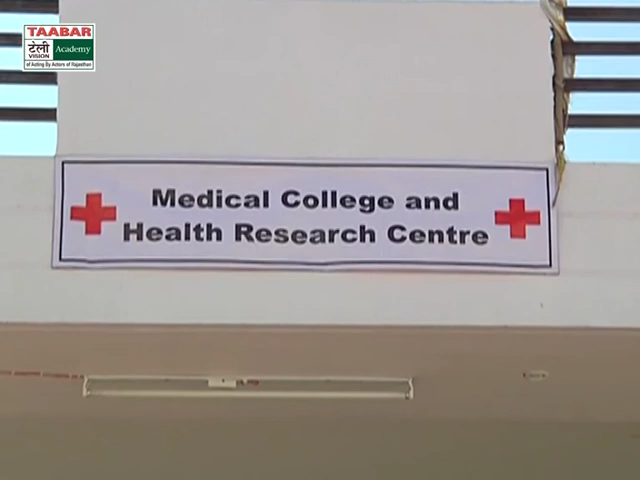 TAABAR
टेली
VISION
Academy
of Acting By Actors of Rajasthan
Medical College and
Health Research Centre